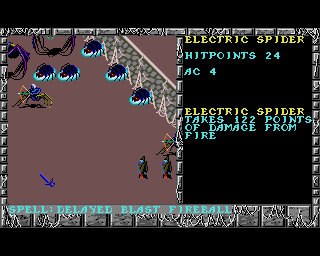 ELECTRIC SPIDER
HITPOINTS 24
AC 4
ELECTRIC SPIDER
TAKES 122 POINTS
OF DAMAGE FROM
FIRE
SPELL:DELAYED BLAST FIREBALL